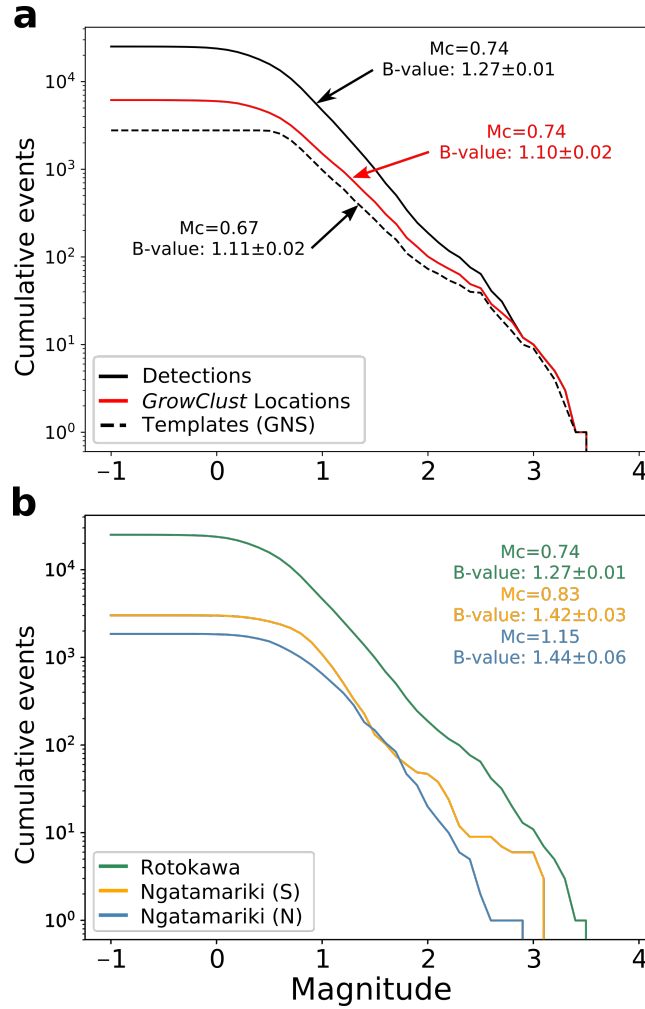 a
Cumulative events
10⁴
10³
10²
10¹
10⁰
Mc=0.74
B-value: 1.27±0.01
Mc=0.74
B-value: 1.10±0.02
Mc=0.67
B-value: 1.11±0.02
Detections
GrowClust Locations
Templates (GNS)
−1 0 1 2 3 4
b
Cumulative events
10⁴
10³
10²
10¹
10⁰
Mc=0.74
B-value: 1.27±0.01
Mc=0.83
B-value: 1.42±0.03
Mc=1.15
B-value: 1.44±0.06
Rotokawa
Ngatamariki (S)
Ngatamariki (N)
−1 0 1 2 3 4
Magnitude